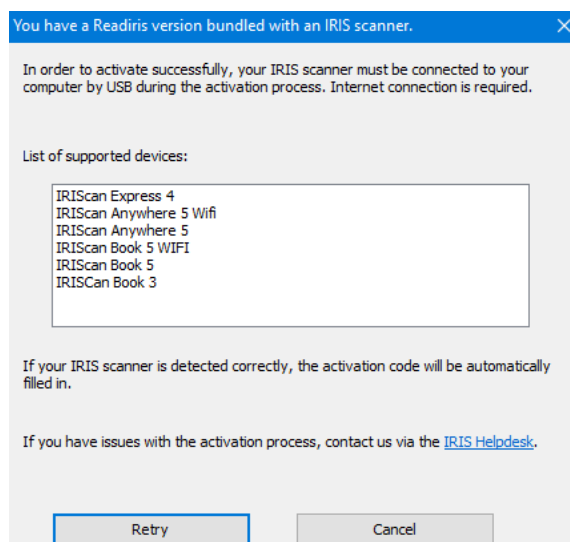 You have a Readiris version bundled with an IRIS scanner.
In order to activate successfully, your IRIS scanner must be connected to your
computer by USB during the activation process. Internet connection is required.
List of supported devices:
IRIScan Express 4
IRIScan Anywhere 5 Wifi
IRIScan Anywhere 5
IRIScan Book 5 WIFI
IRIScan Book 5
IRISCan Book 3
If your IRIS scanner is detected correctly, the activation code will be automatically
filled in.
If you have issues with the activation process, contact us via the IRIS Helpdesk.
Retry Cancel